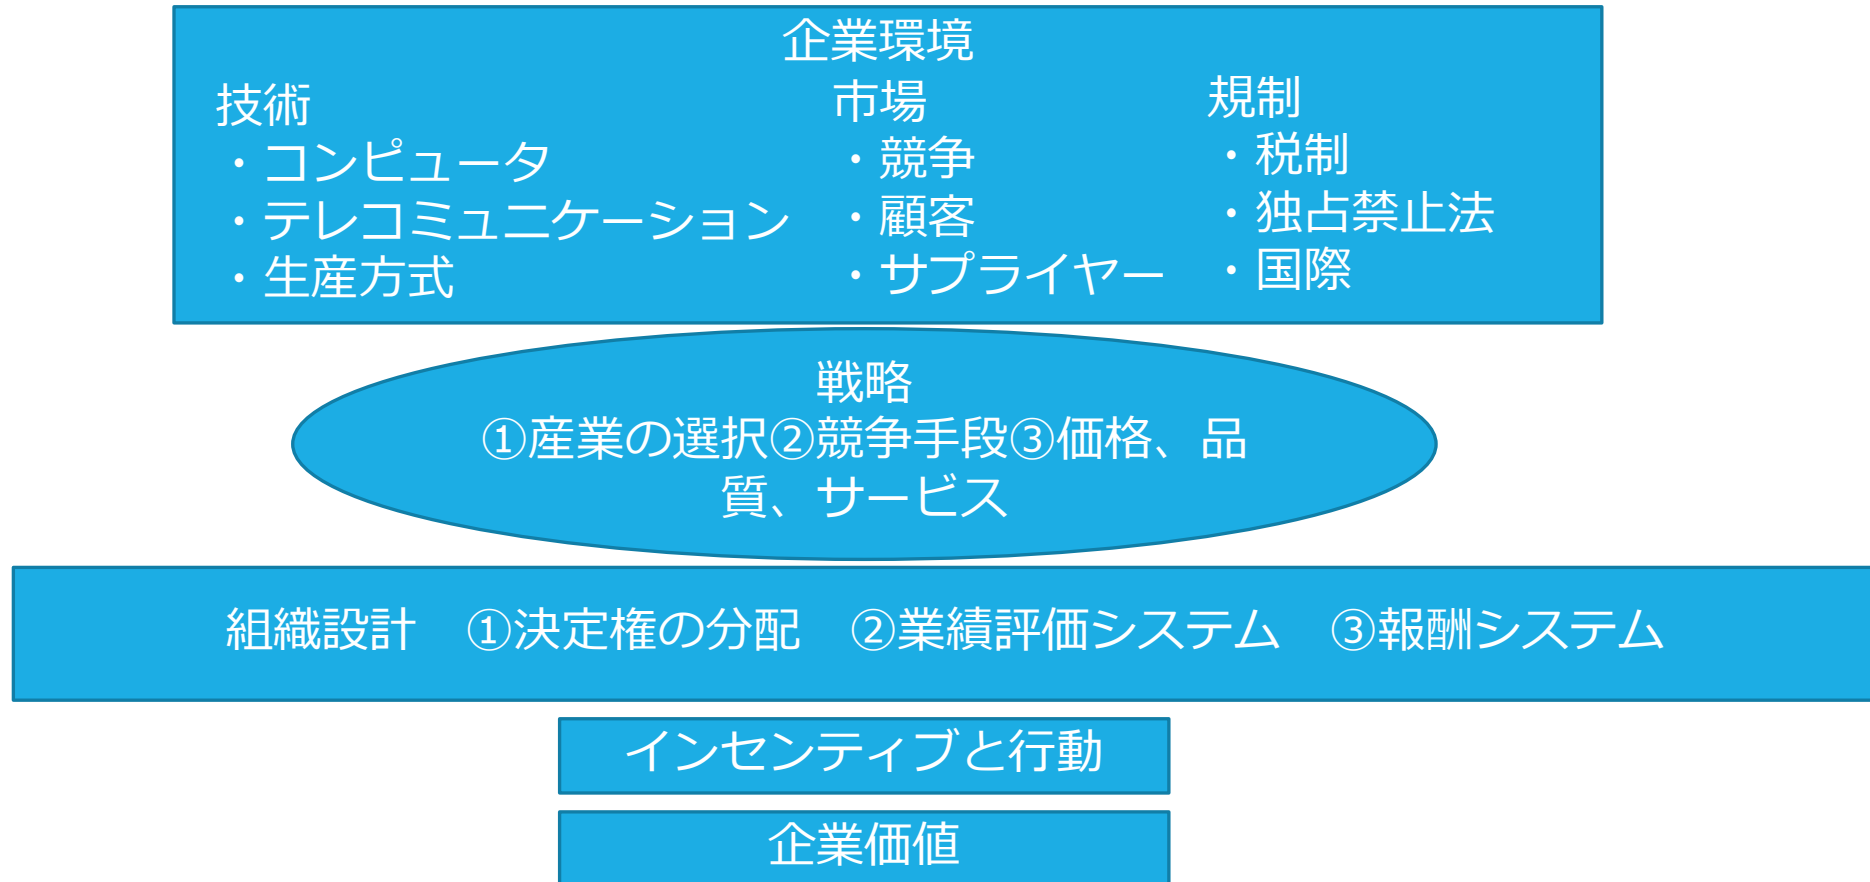 企業環境
技術
・コンピュータ
・テレコミュニケーション
・生産方式
市場
・競争
・顧客
・サプライヤー
規制
・税制
・独占禁止法
・国際
戦略
①産業の選択②競争手段③価格、品
質、サービス
組織設計　①決定権の分配　②業績評価システム　③報酬システム
インセンティブと行動
企業価値